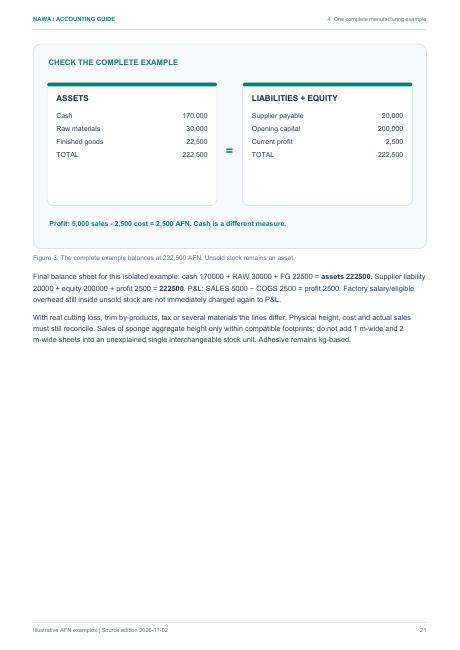 NAWA / ACCOUNTING GUIDE
4. One complete manufacturing example
CHECK THE COMPLETE EXAMPLE
ASSETS
Cash 170,000
Raw materials 30,000
Finished goods 22,500
TOTAL 222,500
=
LIABILITIES + EQUITY
Supplier payable 20,000
Opening capital 200,000
Current profit 2,500
TOTAL 222,500
Profit: 5,000 sales - 2,500 cost = 2,500 AFN. Cash is a different measure.
Figure 3. The complete example balances at 222,500 AFN. Unsold stock remains an asset.
Final balance sheet for this isolated example: cash 170000 + RAW 30000 + FG 22500 = assets 222500. Supplier liability
20000 + equity 200000 + profit 2500 = 222500. P&L: SALES 5000 − COGS 2500 = profit 2500. Factory salary/eligible
overhead still inside unsold stock are not immediately charged again to P&L.
With real cutting loss, trim by-products, tax or several materials the lines differ. Physical height, cost and actual sales
must still reconcile. Sales of sponge aggregate height only within compatible footprints; do not add 1 m-wide and 2
m-wide sheets into an unexplained single interchangeable stock unit. Adhesive remains kg-based.
Illustrative AFN examples | Source edition 2026-11-02
21